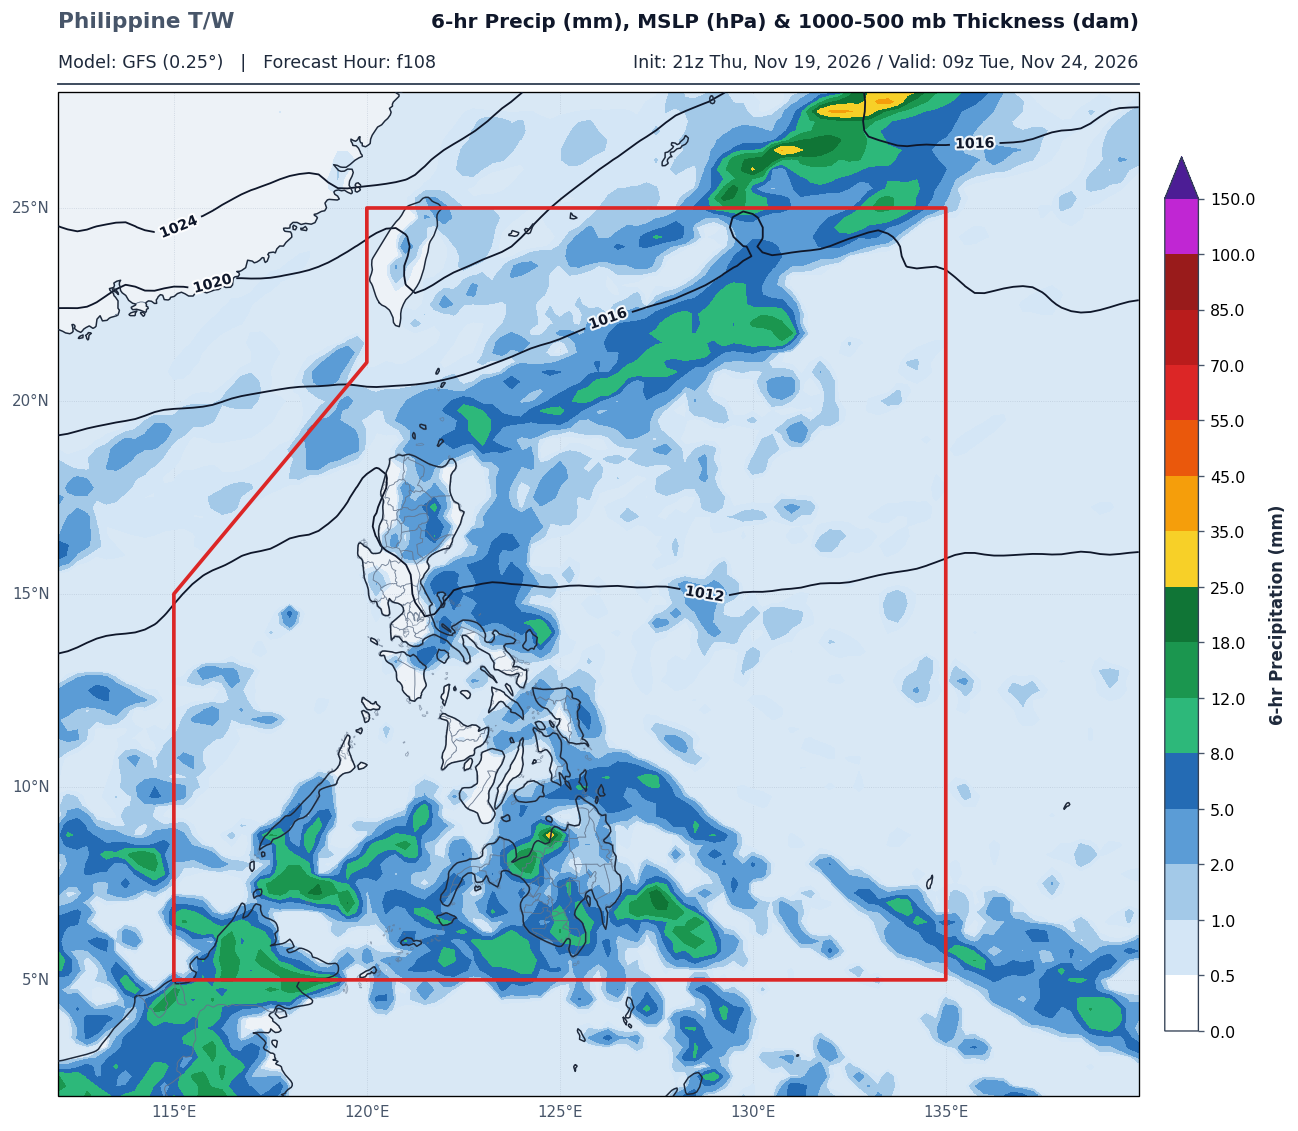 Philippine T/W
6-hr Precip (mm), MSLP (hPa) & 1000-500 mb Thickness (dam)
Model: GFS (0.25°) | Forecast Hour: f108
Init: 21z Thu, Nov 19, 2026 / Valid: 09z Tue, Nov 24, 2026
1016
1024
1020
1016
1012
25°N
20°N
15°N
10°N
5°N
115°E
120°E
125°E
130°E
135°E
150.0
100.0
85.0
70.0
55.0
45.0
35.0
25.0
18.0
12.0
8.0
5.0
2.0
1.0
0.5
0.0
6-hr Precipitation (mm)